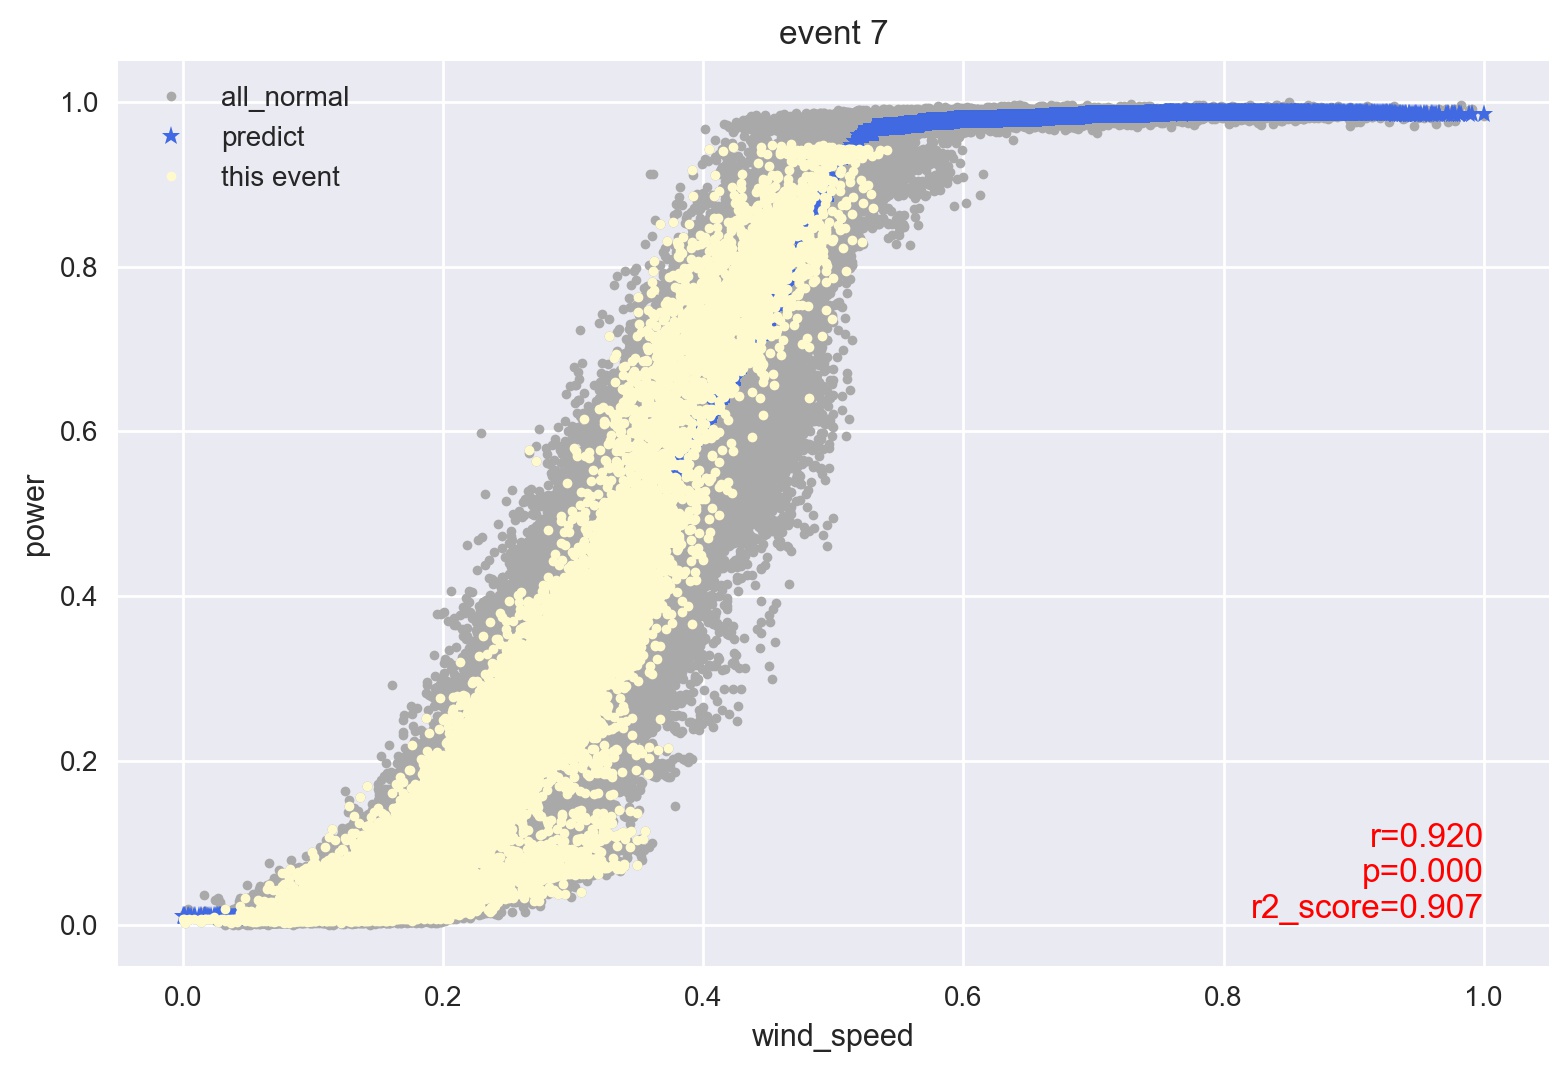 event 7
all_normal
predict
this event
1.0
0.8
0.6
0.4
0.2
0.0
power
r=0.920
p=0.000
r2_score=0.907
0.0 0.2 0.4 0.6 0.8 1.0
wind_speed